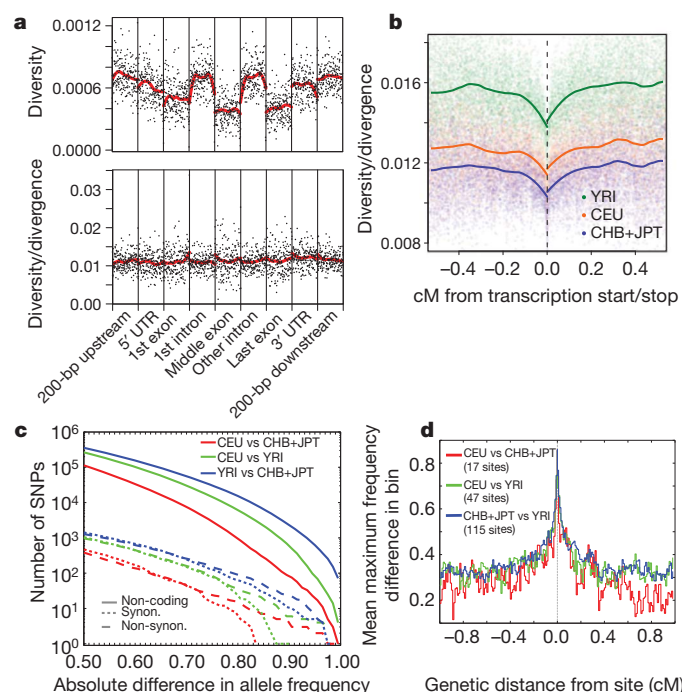 a
Diversity
0.0012
0.0006
0.0000
Diversity/divergence
0.03
0.02
0.01
0.00
200-bp upstream
5′ UTR
1st exon
1st intron
Middle exon
Other intron
Last exon
3′ UTR
200-bp downstream
b
Diversity/divergence
0.016
0.012
0.008
YRI
CEU
CHB+JPT
−0.4 −0.2 0.0 0.2 0.4
cM from transcription start/stop
c
Number of SNPs
10^6
10^5
10^4
10^3
10^2
10^1
10^0
CEU vs CHB+JPT
CEU vs YRI
YRI vs CHB+JPT
Non-coding
Synon.
Non-synon.
0.50 0.60 0.70 0.80 0.90 1.00
Absolute difference in allele frequency
d
Mean maximum frequency
difference in bin
0.8
0.6
0.4
0.2
CEU vs CHB+JPT
(17 sites)
CEU vs YRI
(47 sites)
CHB+JPT vs YRI
(115 sites)
−0.8 −0.4 0.0 0.4 0.8
Genetic distance from site (cM)